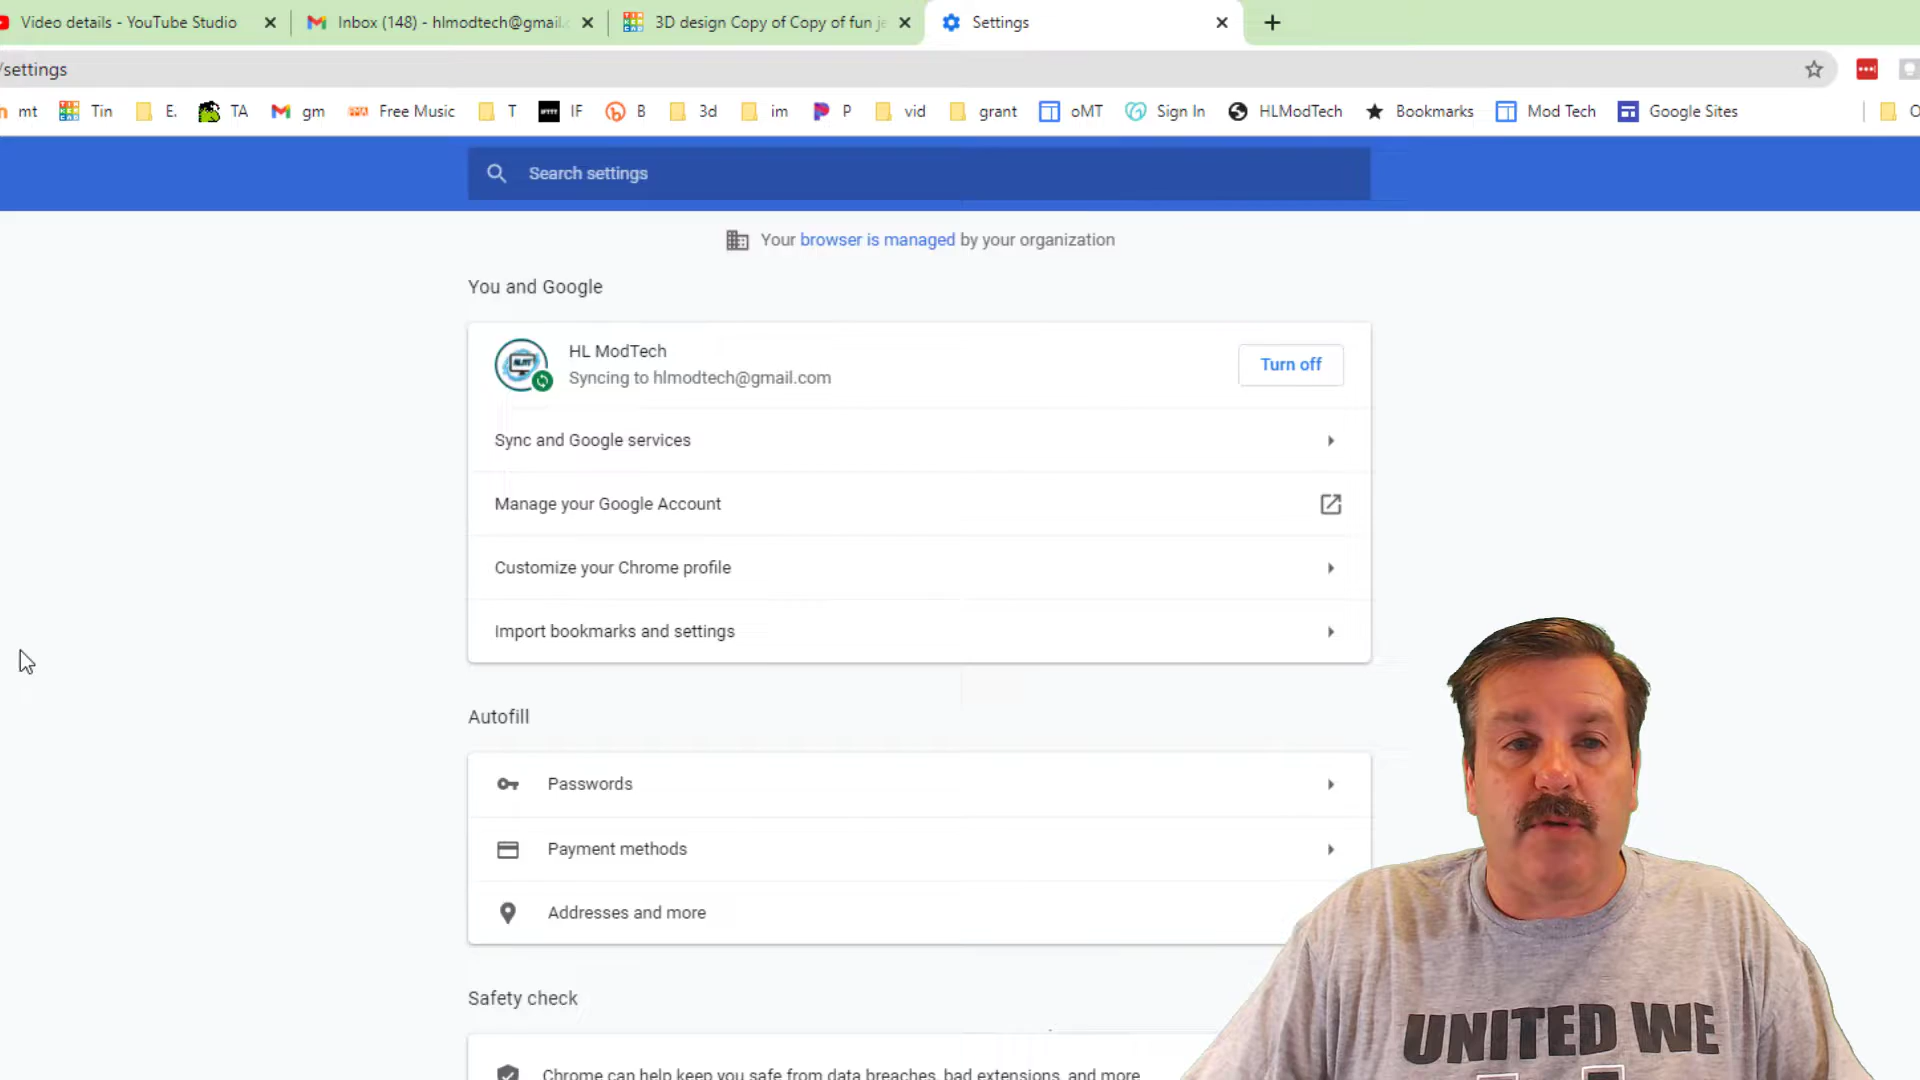 Video details - YouTube Studio
Inbox (148) - hlmodtech@gmail.
3D design Copy of Copy of fun je
Settings
/settings
mt Tin E. TA gm Free Music T IF B 3d im P vid grant oMT Sign In HLModTech Bookmarks Mod Tech Google Sites
Search settings
Your browser is managed by your organization
You and Google
HL ModTech
Syncing to hlmodtech@gmail.com
Turn off
Sync and Google services
Manage your Google Account
Customize your Chrome profile
Import bookmarks and settings
Autofill
Passwords
Payment methods
Addresses and more
Safety check
Chrome can help keep you safe from data breaches, bad extensions, and more
UNITED WE